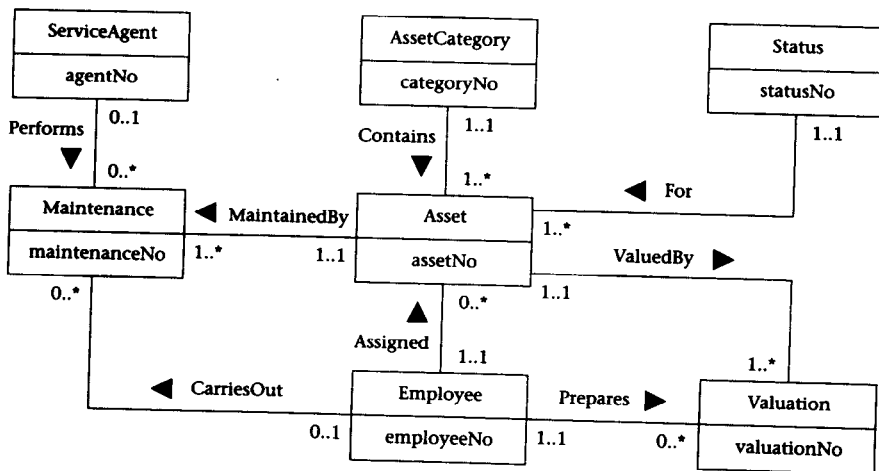 ServiceAgent
agentNo
AssetCategory
categoryNo
Status
statusNo
0..1
Performs
0..*
1..1
Contains
1..*
1..1
For
Maintenance
maintenanceNo
MaintainedBy
1..*
1..1
Asset
assetNo
1..*
ValuedBy
1..1
0..*
0..*
Assigned
1..1
1..*
CarriesOut
0..1
Employee
employeeNo
Prepares
1..1
0..*
Valuation
valuationNo